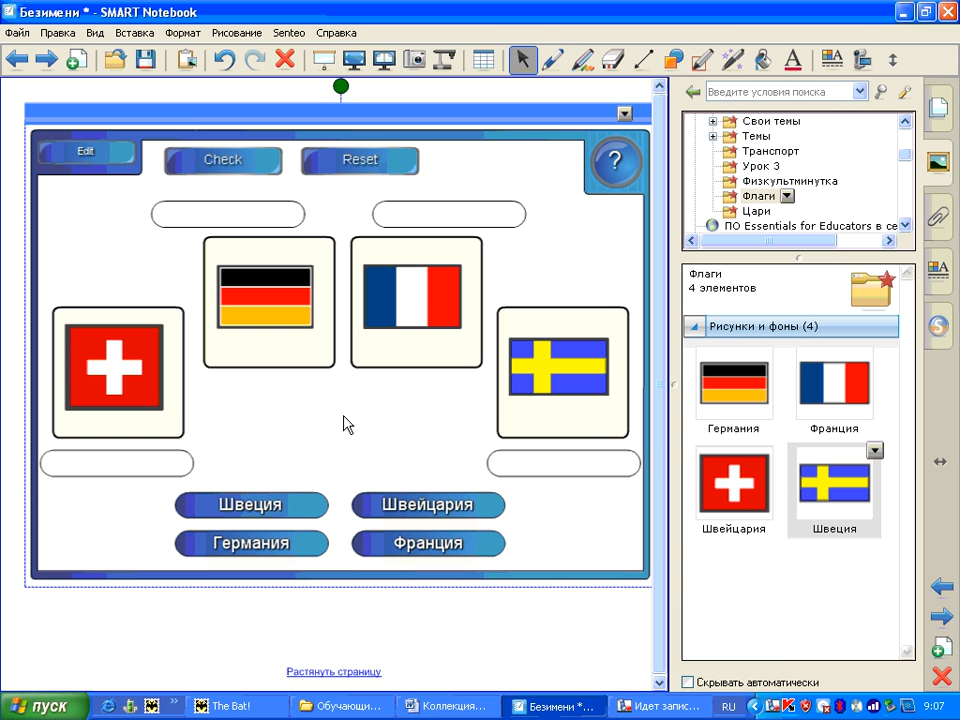 Безимени * - SMART Notebook
Файл Правка Вид Вставка Формат Рисование Senteo Справка
Введите условия поиска
Свои темы
Темы
Транспорт
Урок 3
Физкультминутка
Флаги
Цари
ПО Essentials for Educators в се
Edit
Check
Reset
?
Флаги
4 элементов
Рисунки и фоны (4)
Германия
Франция
Швейцария
Швеция
Швеция
Швейцария
Германия
Франция
Растянуть страницу
Скрывать автоматически
пуск
The Bat!
Обучающи...
Коллекция...
Безимени *...
Идет запис...
RU
9:07